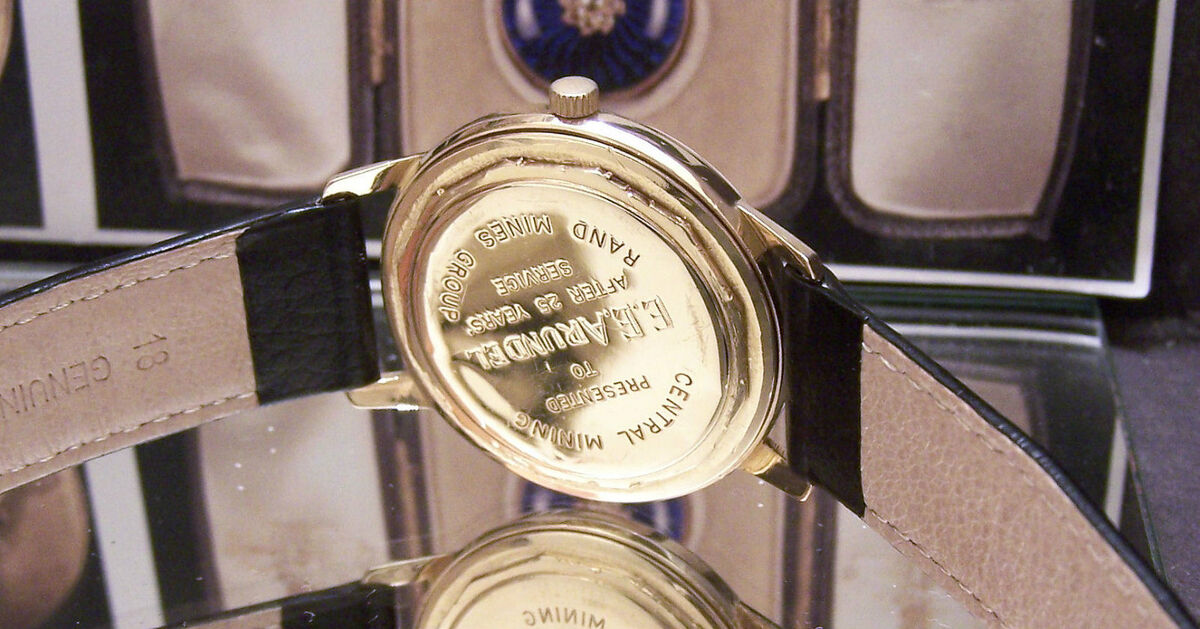 CENTRAL MINING
PRESENTED
TO
E.E.ARUNDEL
AFTER 25 YEARS'
SERVICE
RAND MINES GROUP
18 GENUIN
MINING